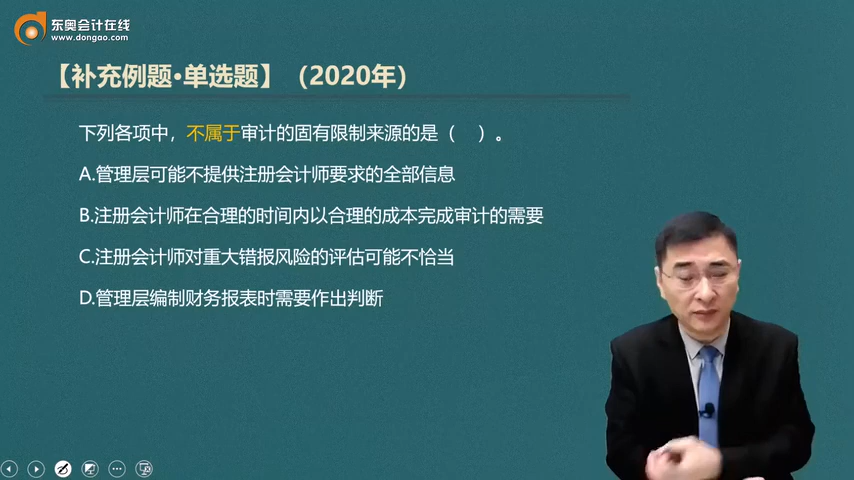 东奥会计在线
www.dongao.com
【补充例题·单选题】（2020年）
下列各项中，不属于审计的固有限制来源的是（ ）。
A.管理层可能不提供注册会计师要求的全部信息
B.注册会计师在合理的时间内以合理的成本完成审计的需要
C.注册会计师对重大错报风险的评估可能不恰当
D.管理层编制财务报表时需要作出判断